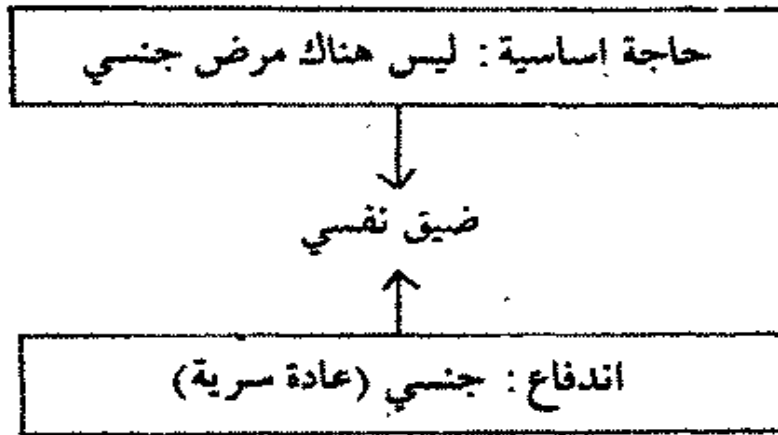 حاجة إساسية : ليس هناك مرض جنسي
ضيق نفسي
اندفاع : جنسي (عادة سرية)